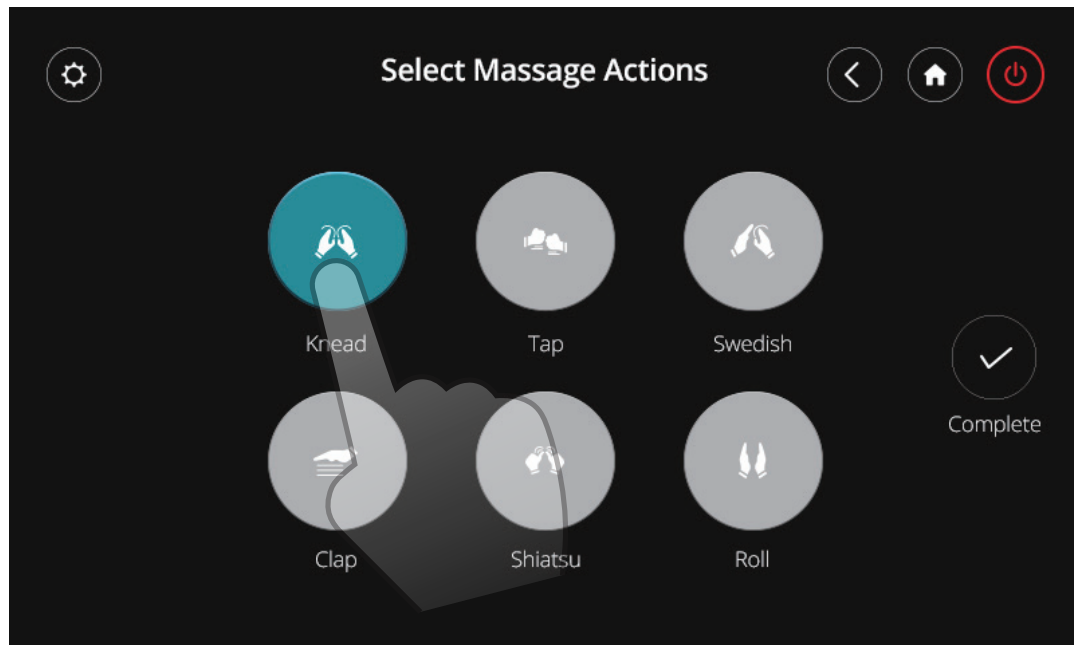 Select Massage Actions
Knead
Tap
Swedish
Complete
Clap
Shiatsu
Roll